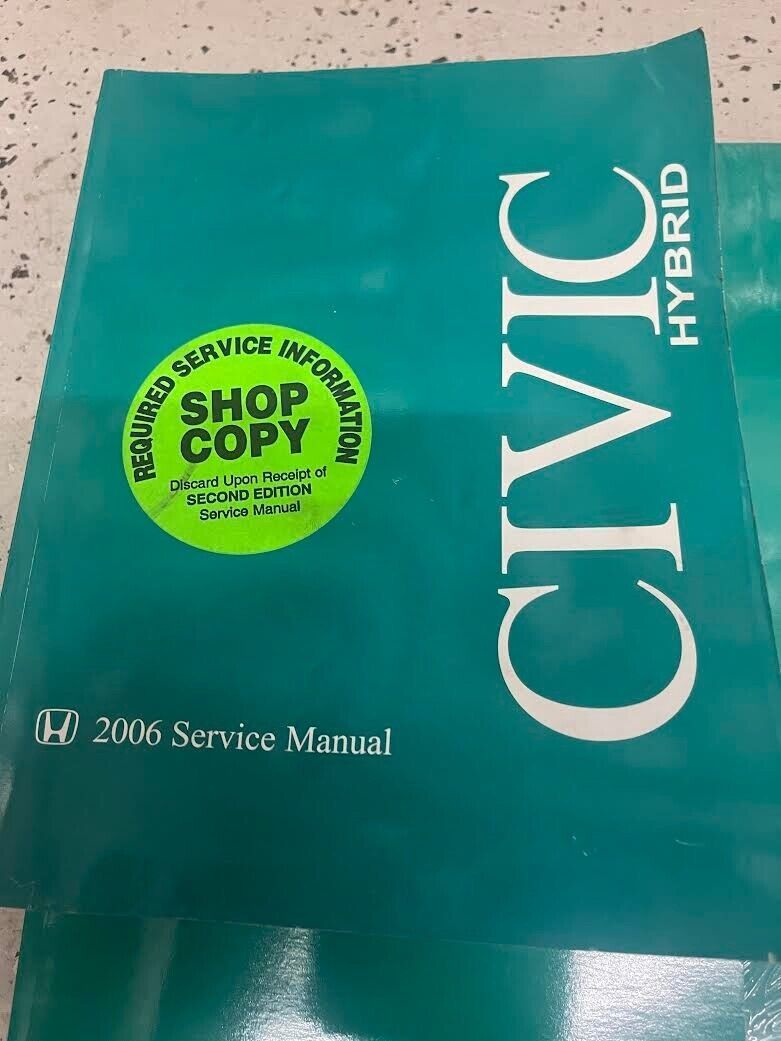 CIVIC
HYBRID
REQUIRED SERVICE INFORMATION
SHOP
COPY
Discard Upon Receipt of
SECOND EDITION
Service Manual
2006 Service Manual